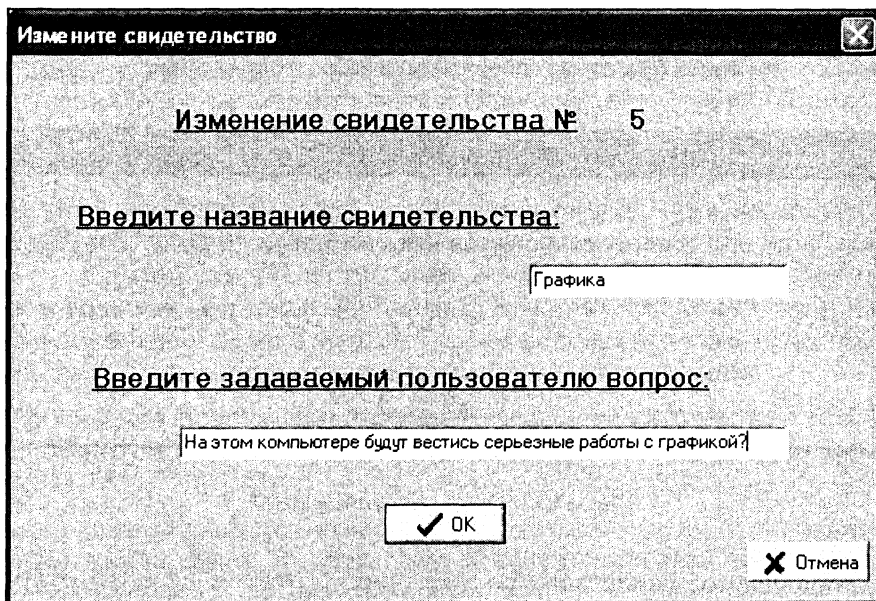 Измените свидетельство
Изменение свидетельства № 5
Введите название свидетельства:
Графика
Введите задаваемый пользователю вопрос:
На этом компьютере будут вестись серьезные работы с графикой?
OK
Отмена